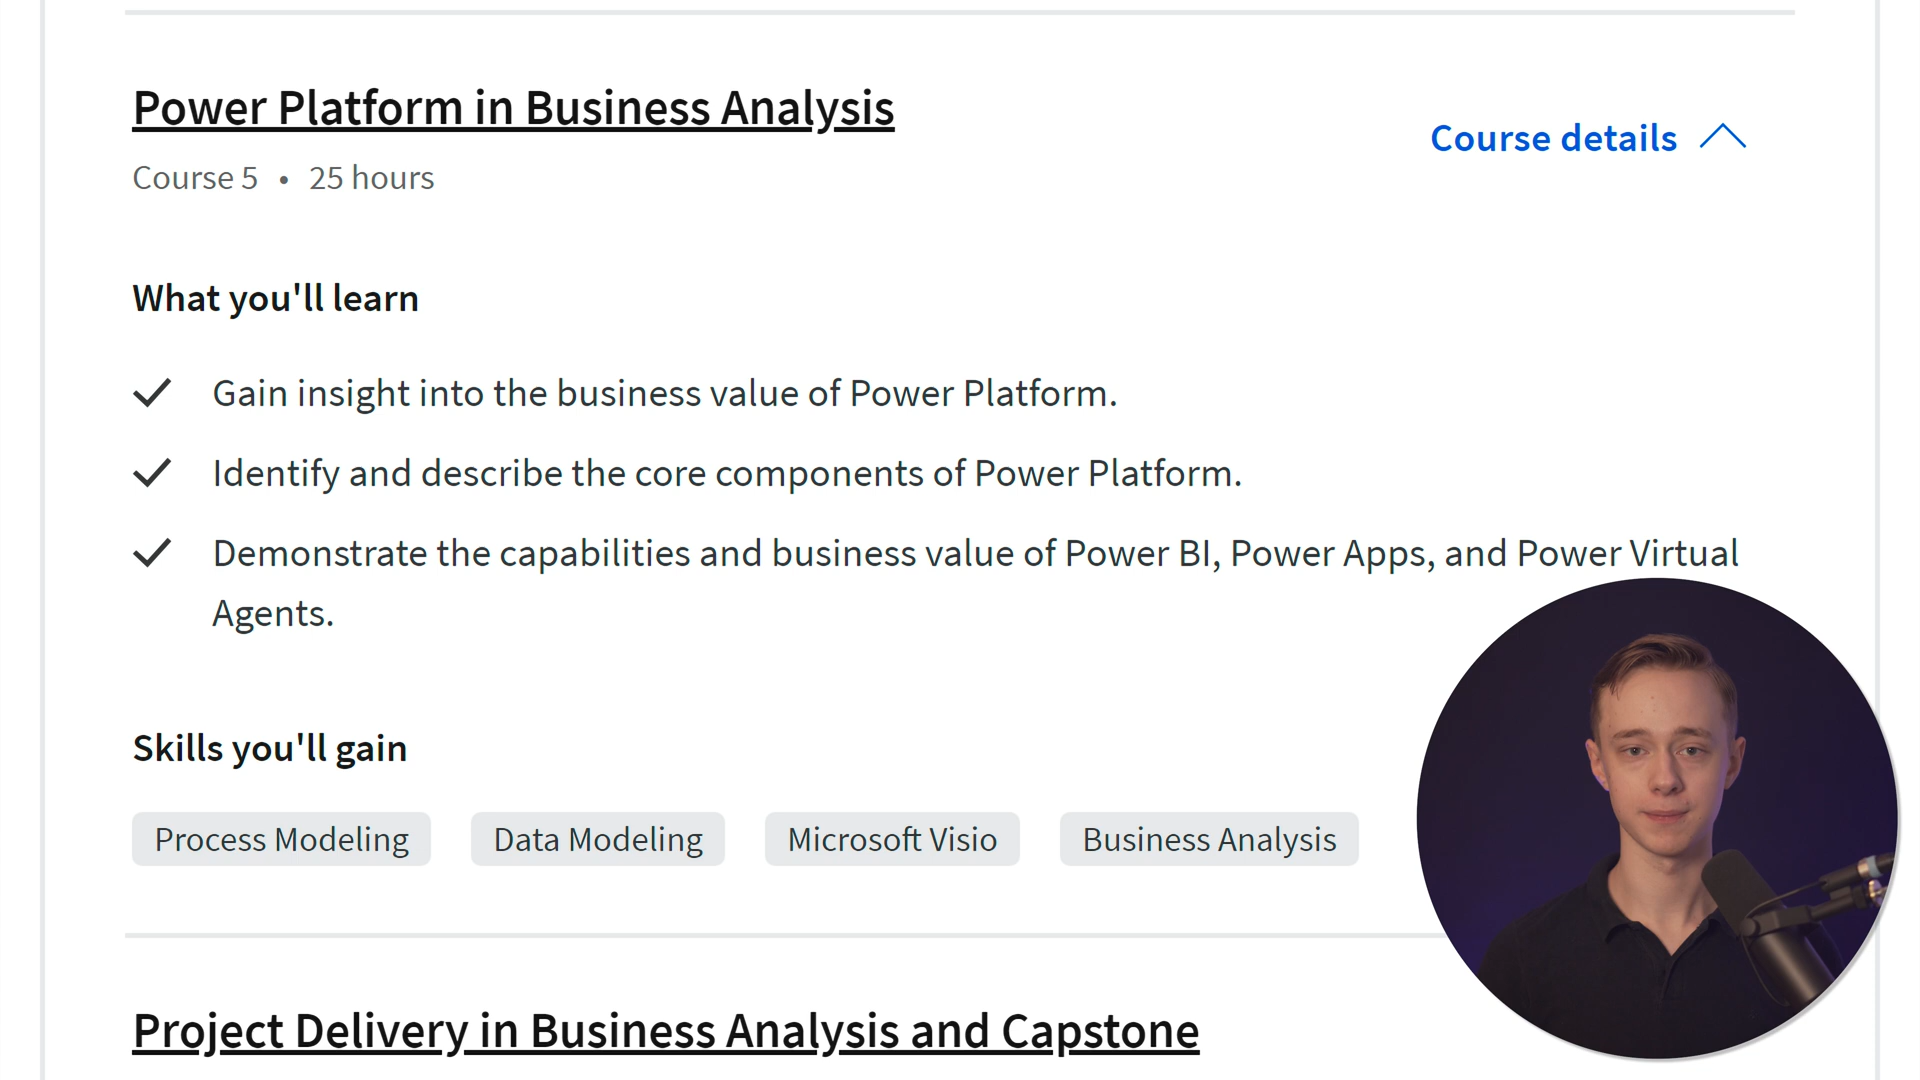 Power Platform in Business Analysis
Course details
Course 5 • 25 hours
What you'll learn
Gain insight into the business value of Power Platform.
Identify and describe the core components of Power Platform.
Demonstrate the capabilities and business value of Power BI, Power Apps, and Power Virtual
Agents.
Skills you'll gain
Process Modeling
Data Modeling
Microsoft Visio
Business Analysis
Project Delivery in Business Analysis and Capstone